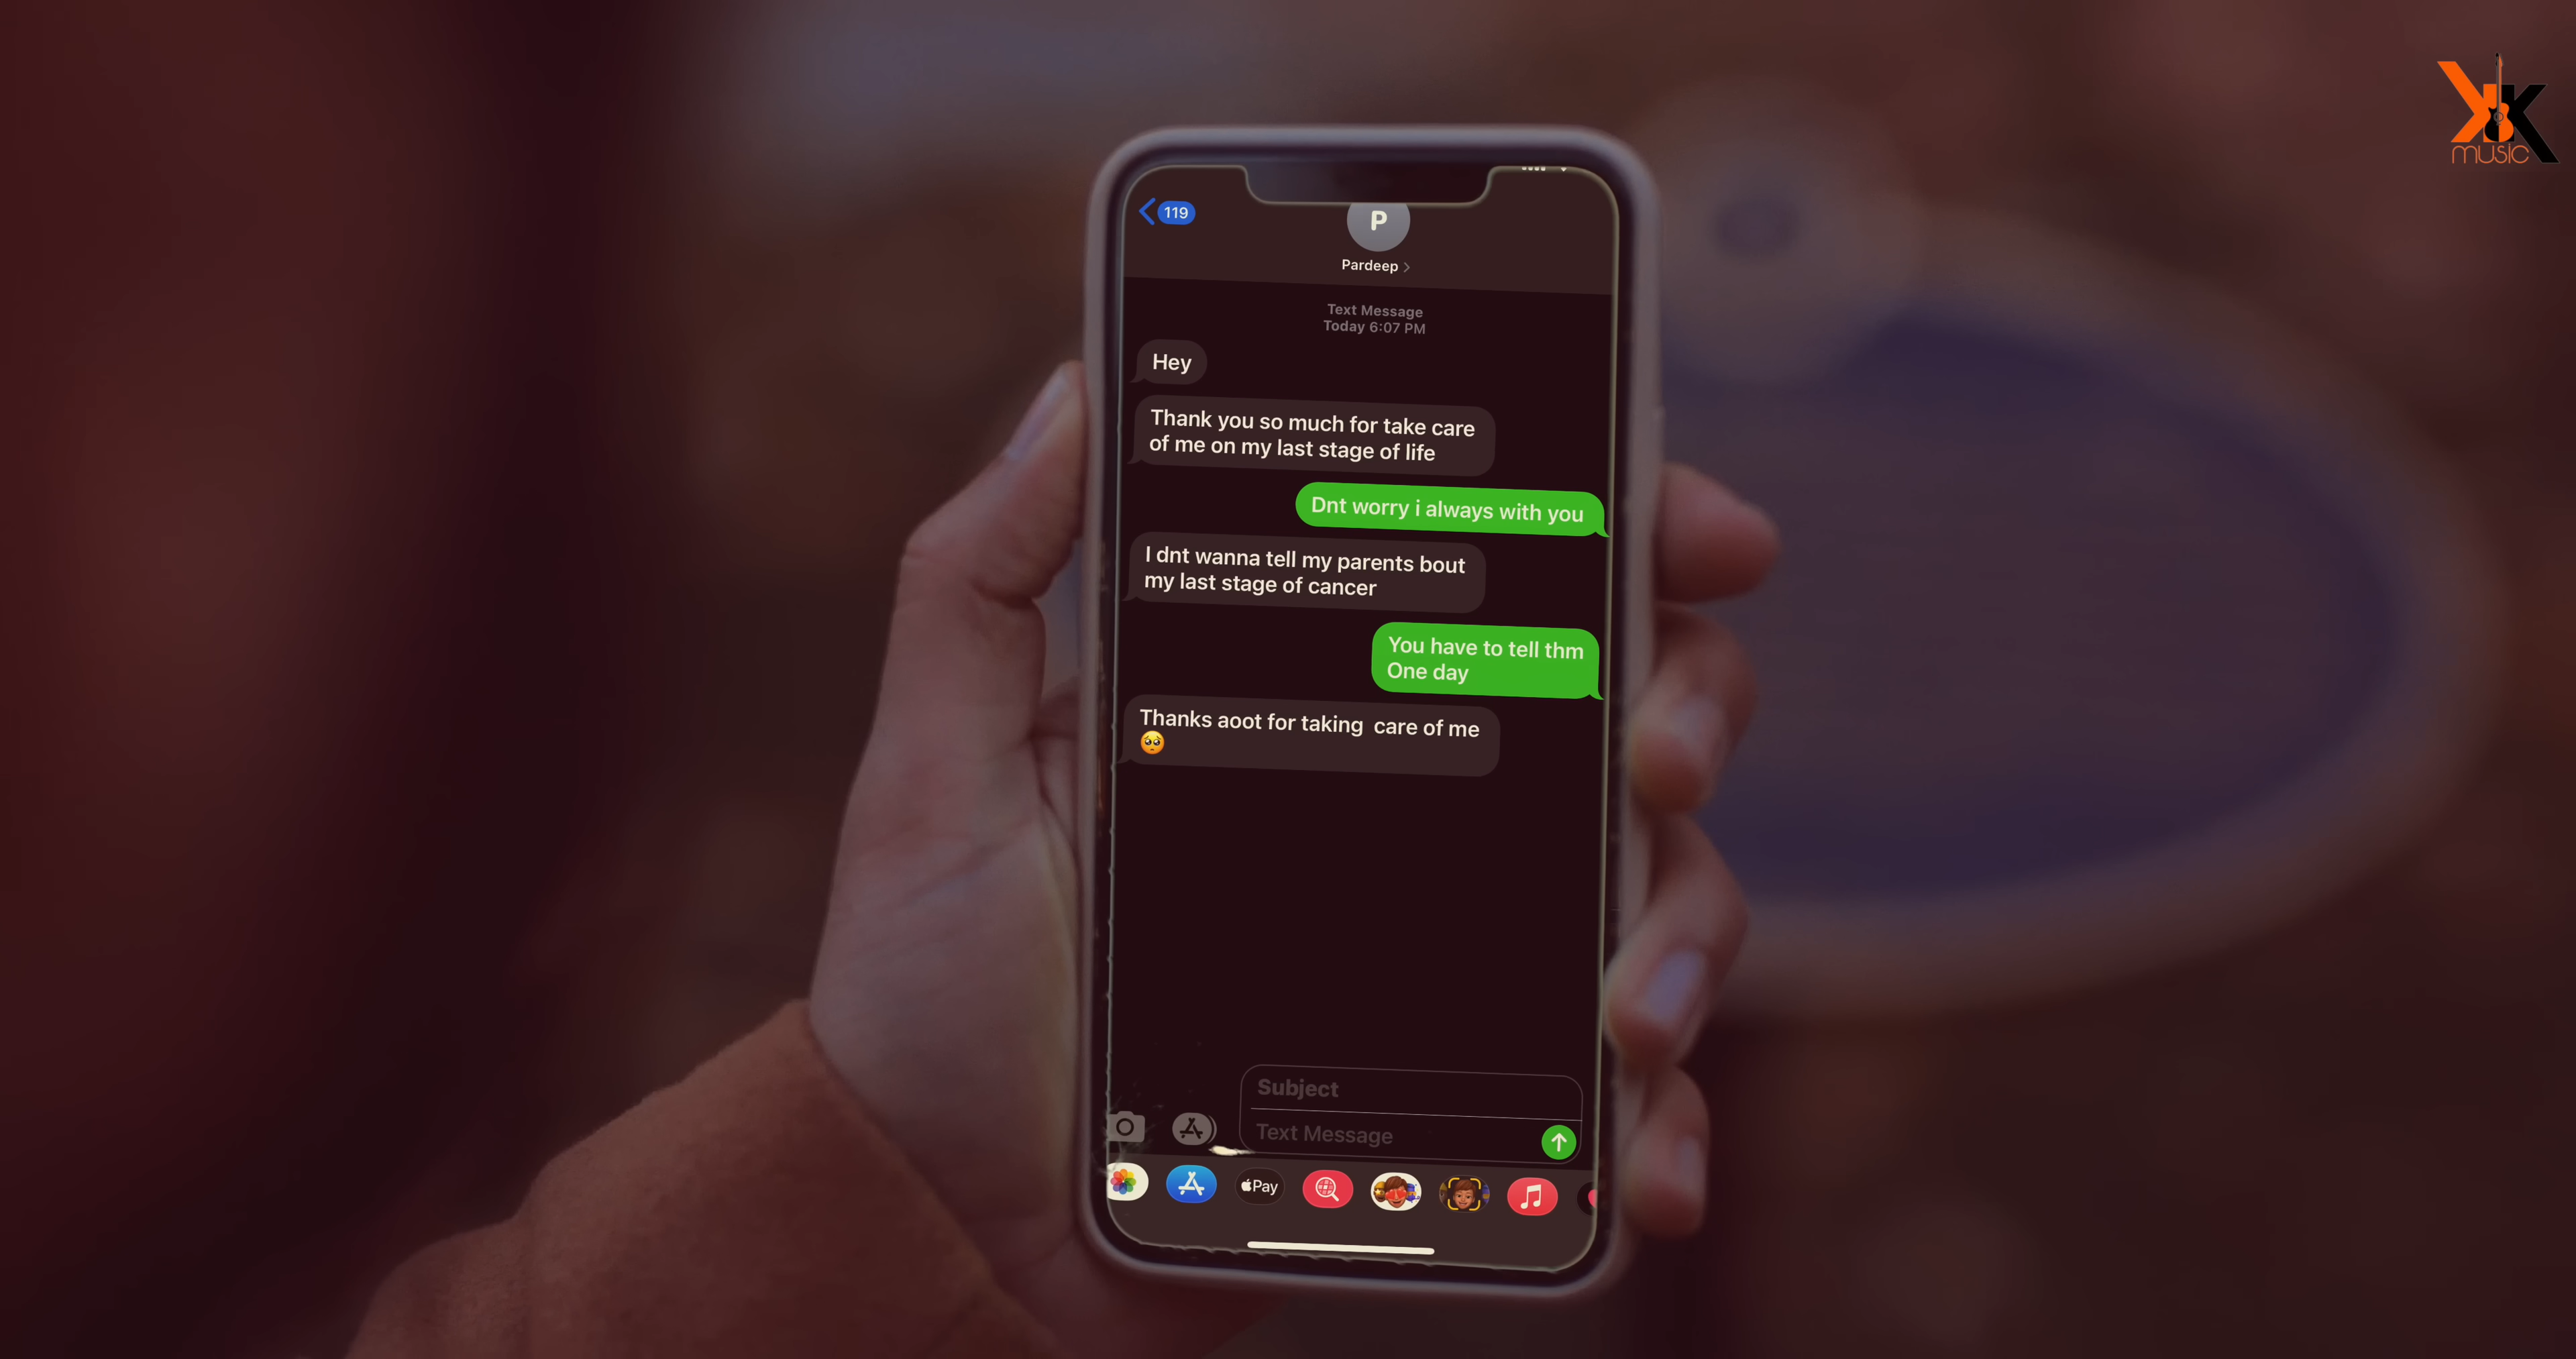 KK
music
119
P
Pardeep
Text Message
Today 6:07 PM
Hey
Thank you so much for take care
of me on my last stage of life
Dnt worry i always with you
I dnt wanna tell my parents bout
my last stage of cancer
You have to tell thm
One day
Thanks aoot for taking  care of me
🥺
Subject
Text Message
Pay